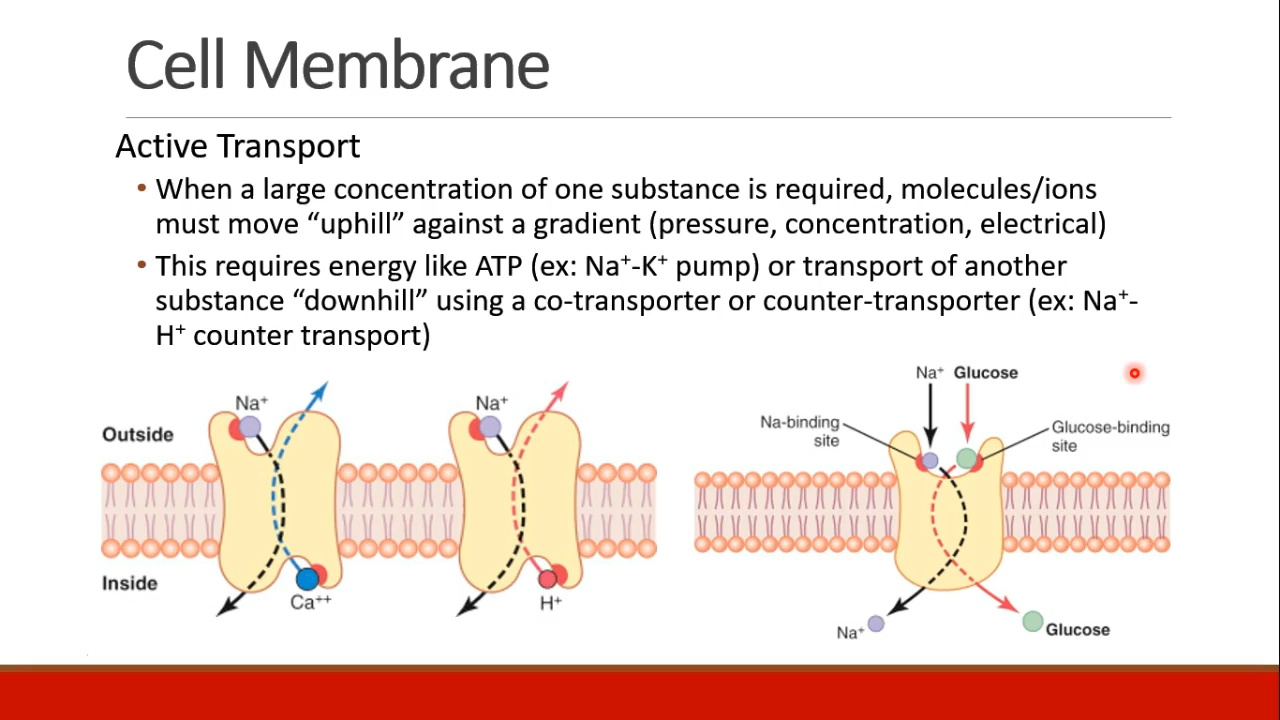 Cell Membrane
Active Transport
• When a large concentration of one substance is required, molecules/ions
must move “uphill” against a gradient (pressure, concentration, electrical)
• This requires energy like ATP (ex: Na⁺-K⁺ pump) or transport of another
substance “downhill” using a co-transporter or counter-transporter (ex: Na⁺-
H⁺ counter transport)
Na⁺
Outside
Inside
Ca⁺⁺
Na⁺
H⁺
Na⁺ Glucose
Na-binding
site
Glucose-binding
site
Na⁺
Glucose